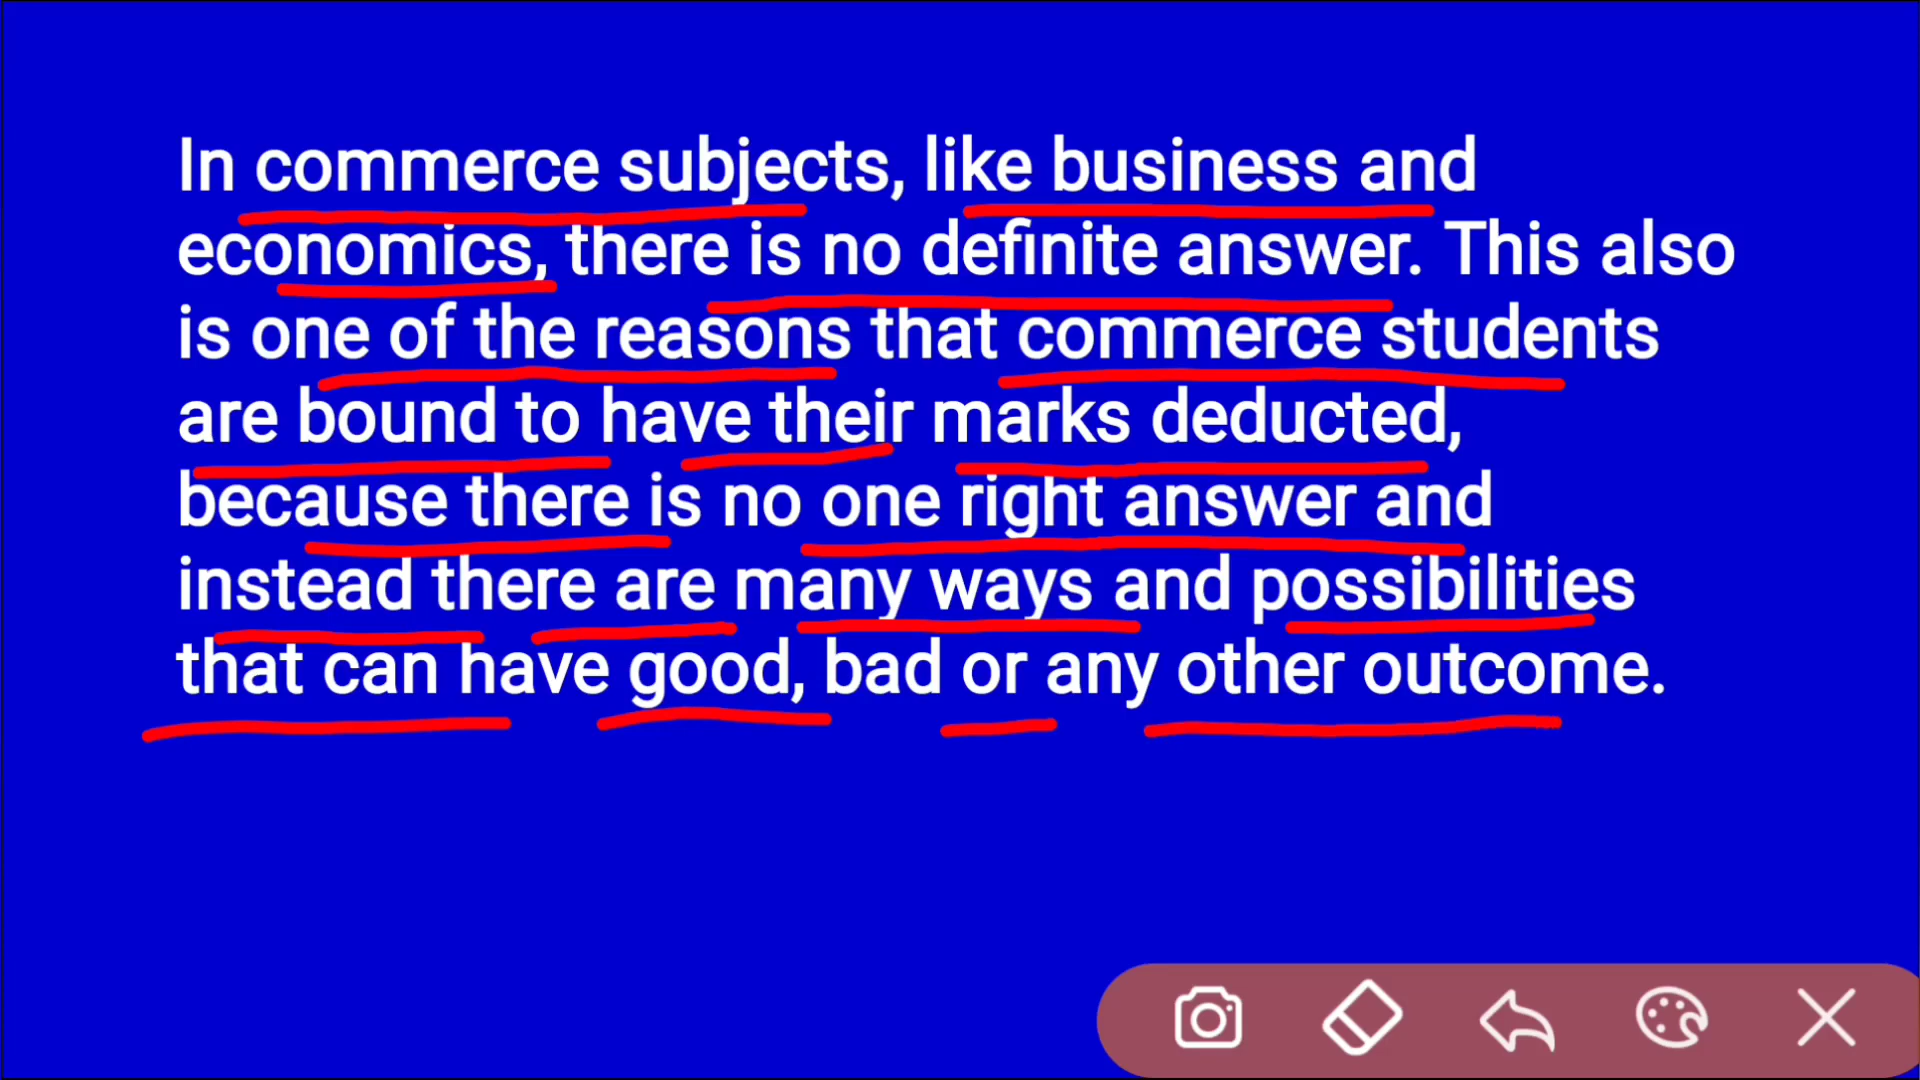 In commerce subjects, like business and
economics, there is no definite answer. This also
is one of the reasons that commerce students
are bound to have their marks deducted,
because there is no one right answer and
instead there are many ways and possibilities
that can have good, bad or any other outcome.